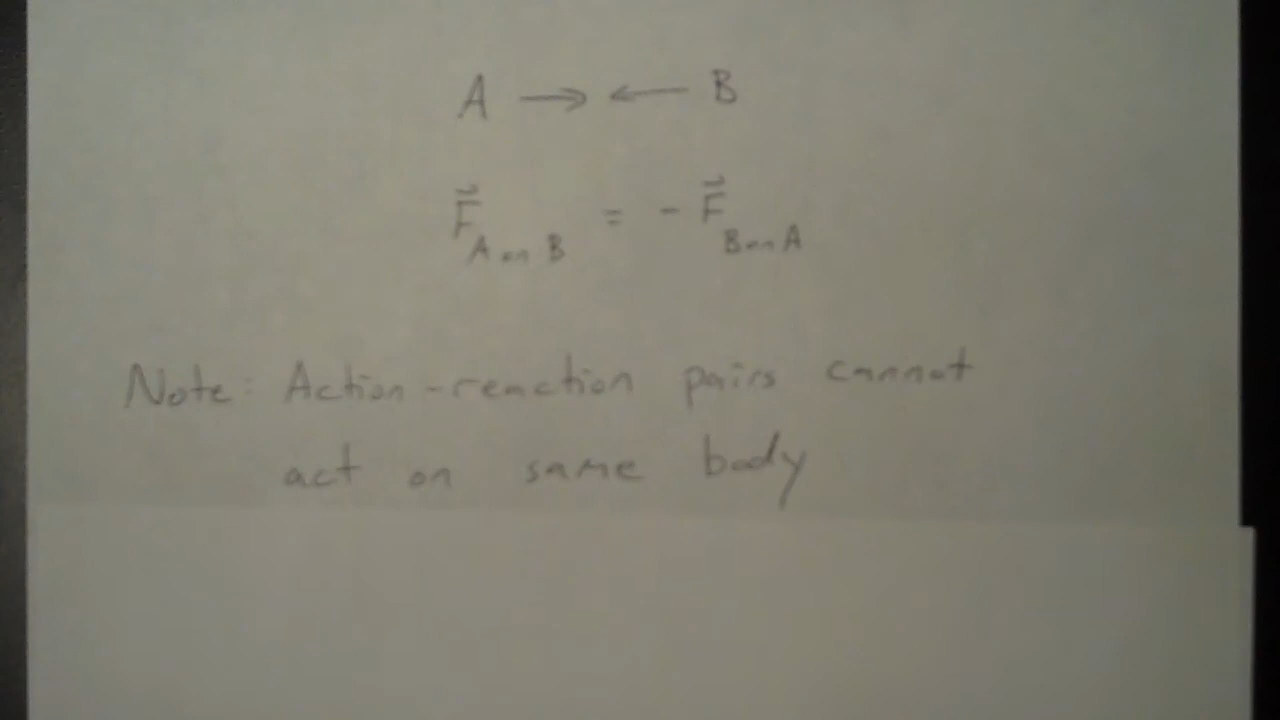 A → ← B
F⃗ A on B = - F⃗ B on A
Note: Action-reaction pairs cannot
act on same body